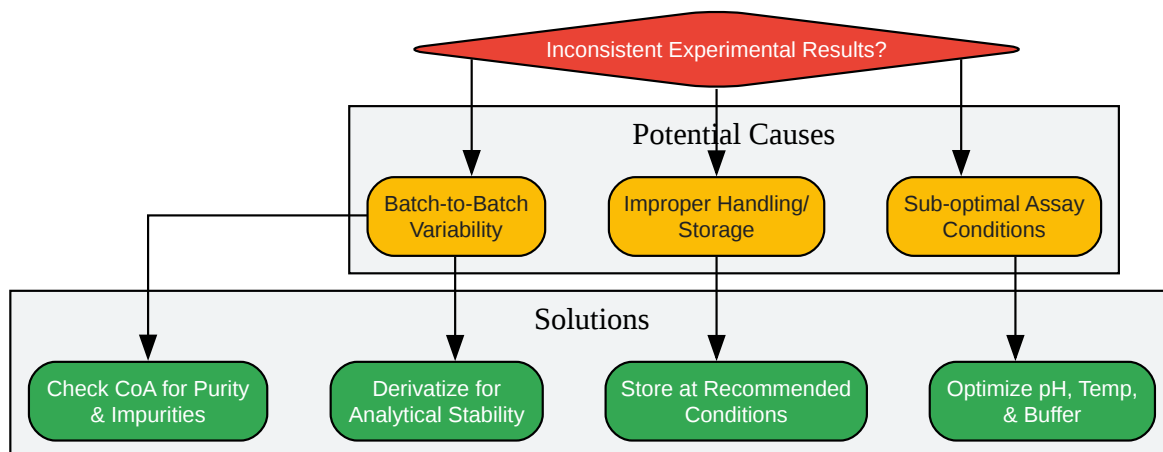 Inconsistent Experimental Results?
Potential Causes
Batch-to-Batch
Variability
Improper Handling/
Storage
Sub-optimal Assay
Conditions
Solutions
Check CoA for Purity
& Impurities
Derivatize for
Analytical Stability
Store at Recommended
Conditions
Optimize pH, Temp,
& Buffer